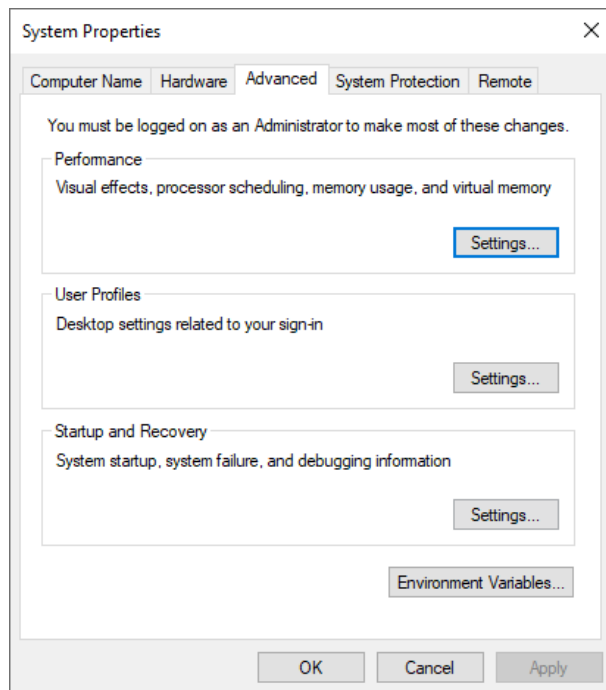 System Properties
Computer Name Hardware Advanced System Protection Remote
You must be logged on as an Administrator to make most of these changes.
Performance
Visual effects, processor scheduling, memory usage, and virtual memory
Settings...
User Profiles
Desktop settings related to your sign-in
Settings...
Startup and Recovery
System startup, system failure, and debugging information
Settings...
Environment Variables...
OK Cancel Apply